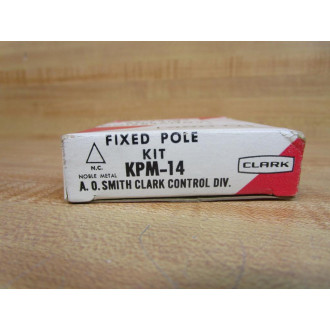 FIXED POLE
KIT
N.C.
NOBLE METAL
KPM-14
CLARK
A. O. SMITH CLARK CONTROL DIV.